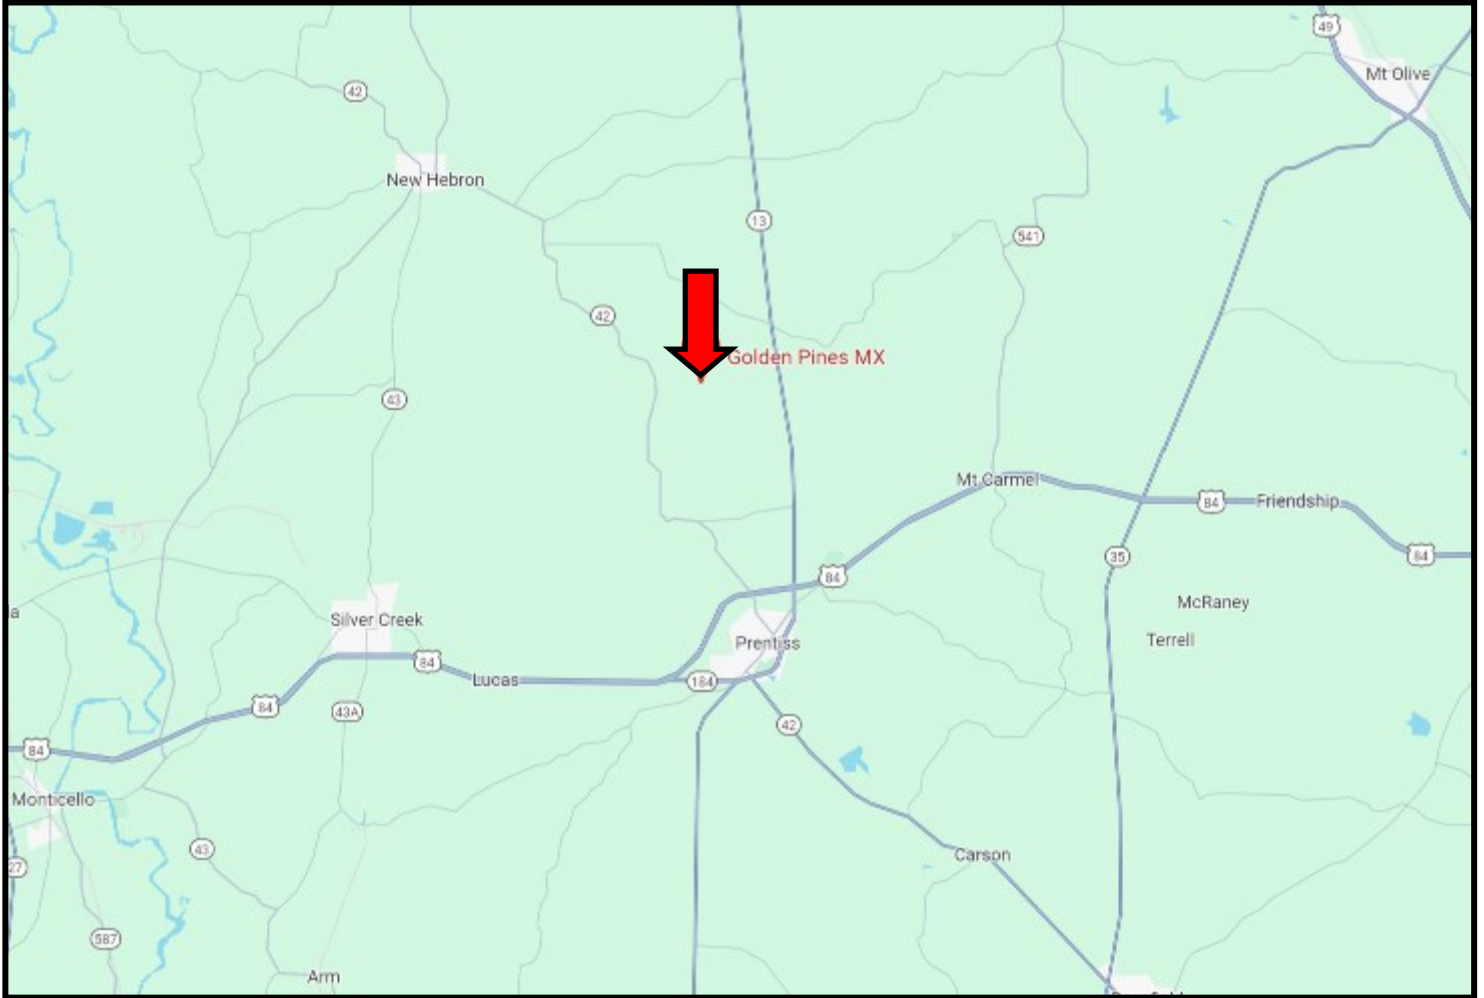 49
Mt Olive
42
New Hebron
13
541
42
Golden Pines MX
43
Mt Carmel
84
Friendship
84
35
84
McRaney
a
Silver Creek
Prentiss
Terrell
84
Lucas
184
84
43A
42
84
Monticello
43
Carson
27
587
Arm